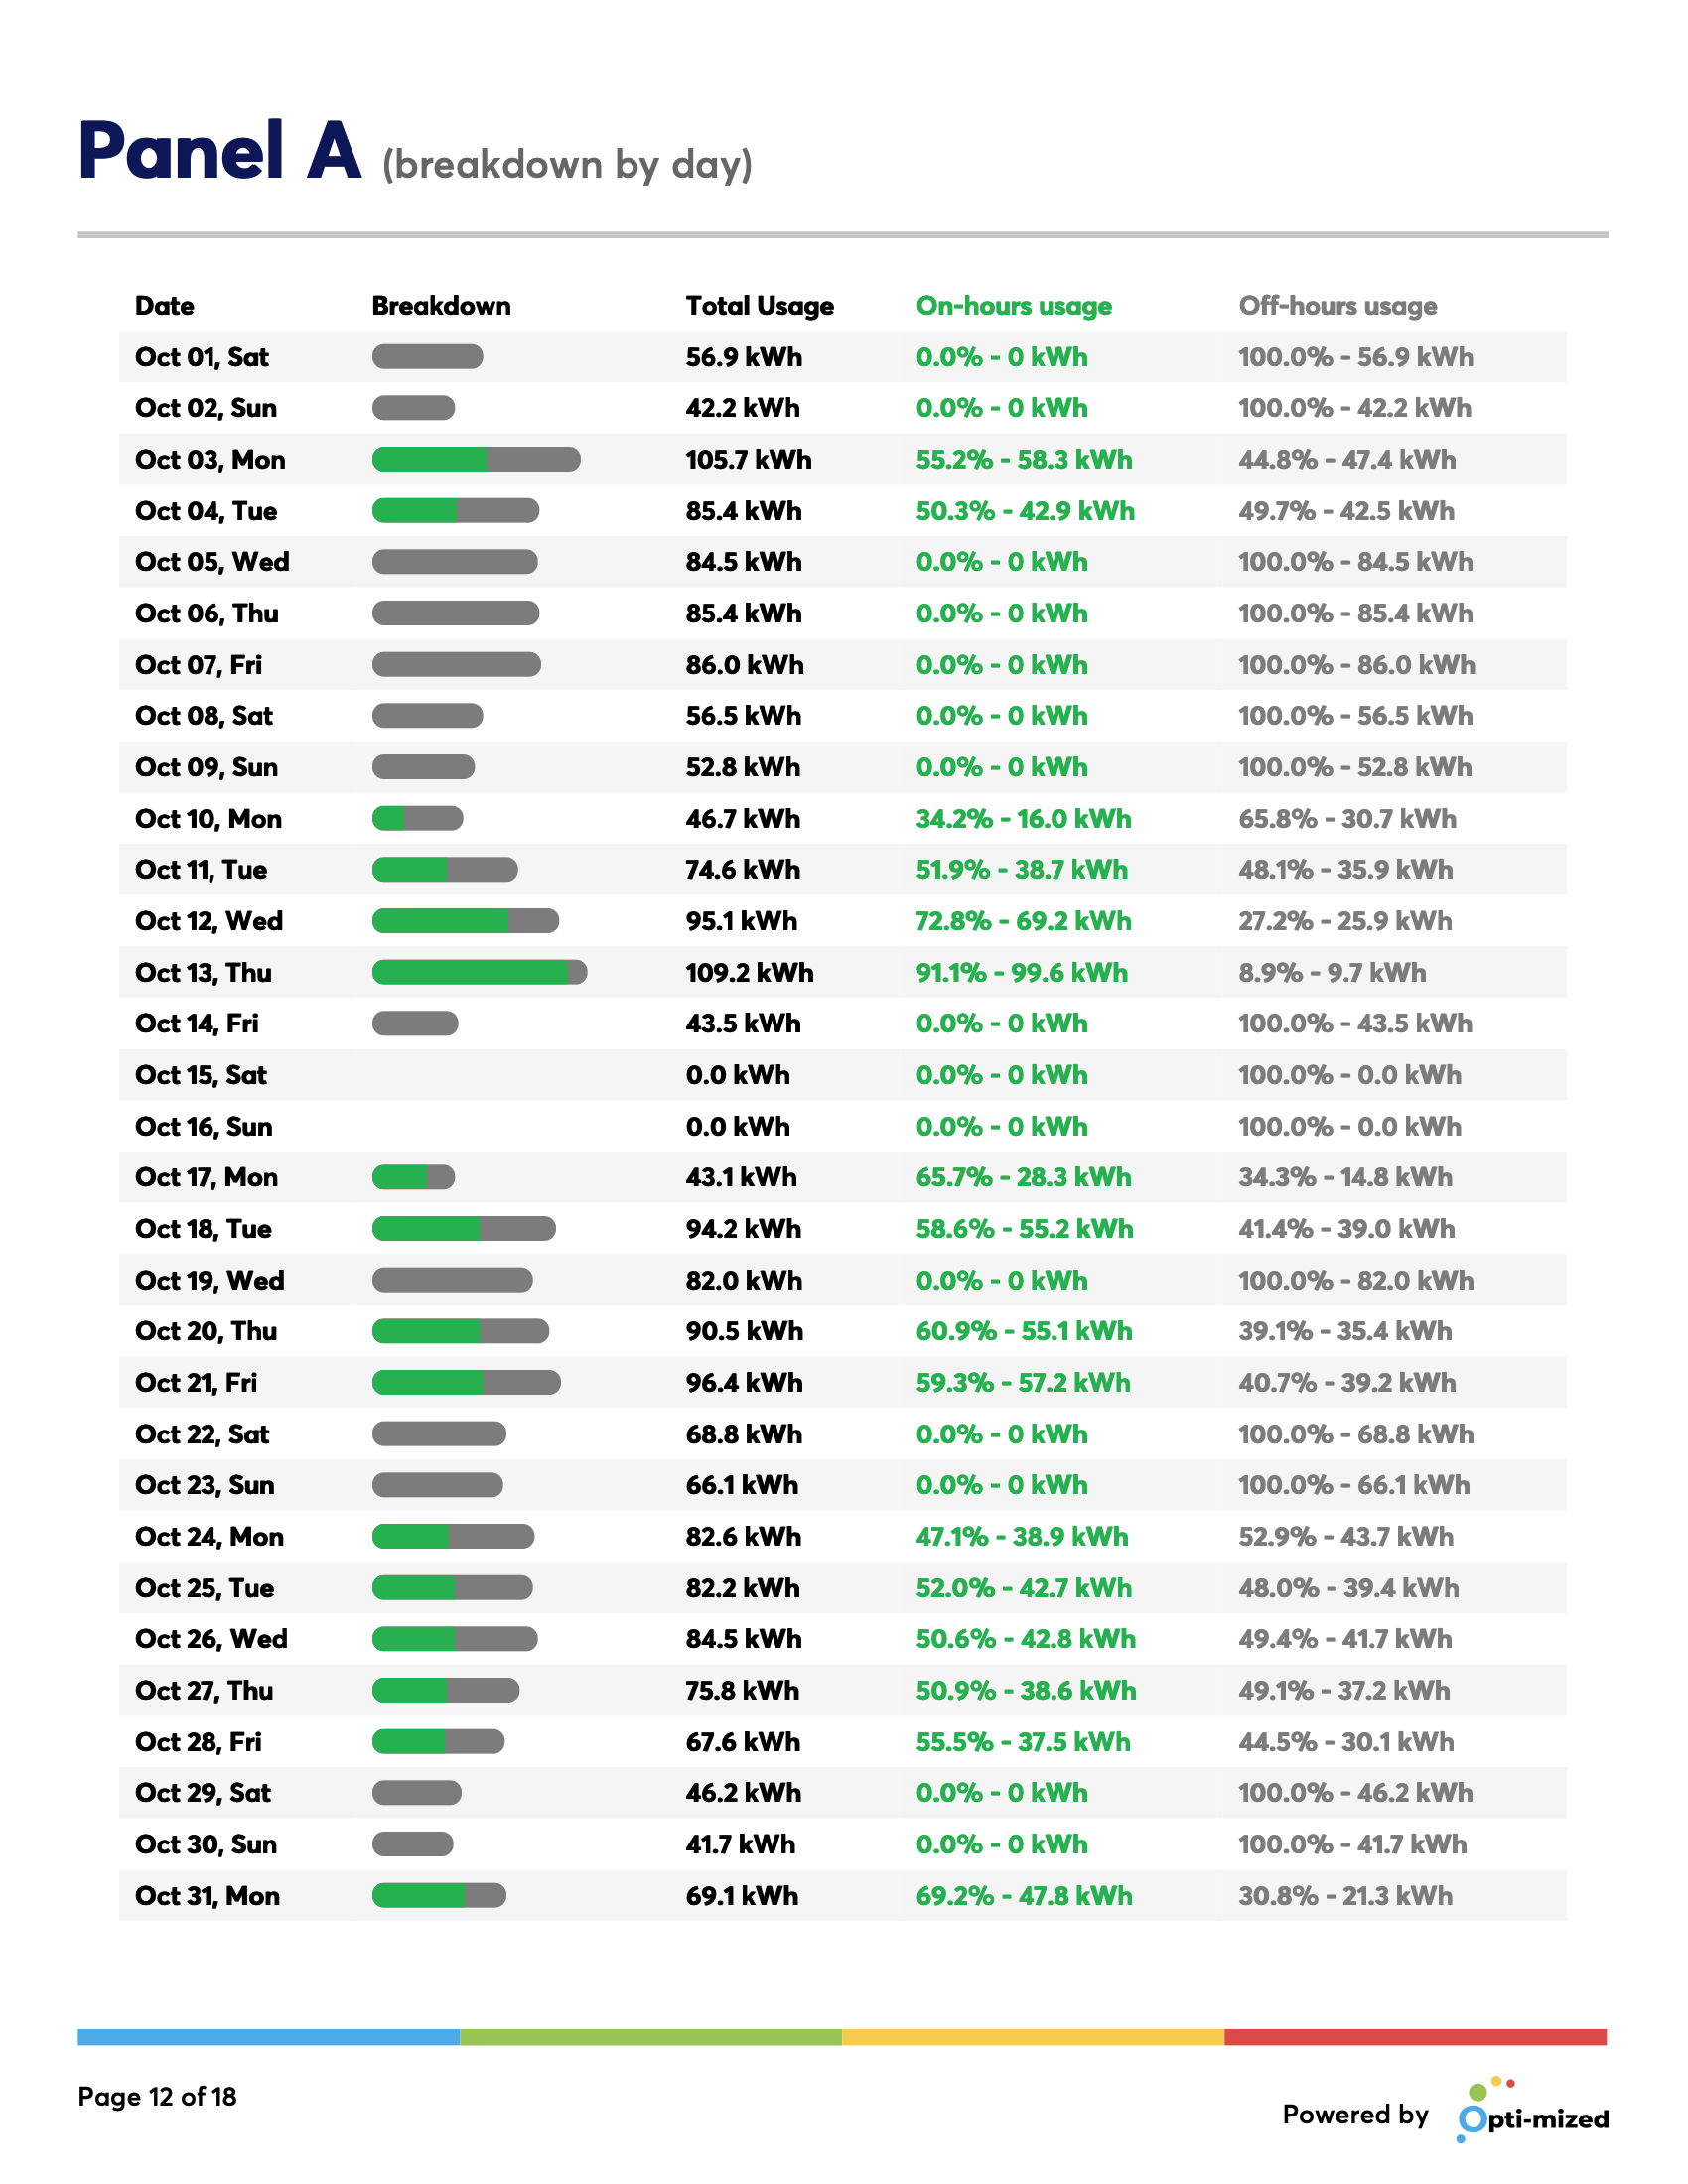 Panel A (breakdown by day)
Date Breakdown Total Usage On-hours usage Off-hours usage
Oct 01, Sat 56.9 kWh 0.0% - 0 kWh 100.0% - 56.9 kWh
Oct 02, Sun 42.2 kWh 0.0% - 0 kWh 100.0% - 42.2 kWh
Oct 03, Mon 105.7 kWh 55.2% - 58.3 kWh 44.8% - 47.4 kWh
Oct 04, Tue 85.4 kWh 50.3% - 42.9 kWh 49.7% - 42.5 kWh
Oct 05, Wed 84.5 kWh 0.0% - 0 kWh 100.0% - 84.5 kWh
Oct 06, Thu 85.4 kWh 0.0% - 0 kWh 100.0% - 85.4 kWh
Oct 07, Fri 86.0 kWh 0.0% - 0 kWh 100.0% - 86.0 kWh
Oct 08, Sat 56.5 kWh 0.0% - 0 kWh 100.0% - 56.5 kWh
Oct 09, Sun 52.8 kWh 0.0% - 0 kWh 100.0% - 52.8 kWh
Oct 10, Mon 46.7 kWh 34.2% - 16.0 kWh 65.8% - 30.7 kWh
Oct 11, Tue 74.6 kWh 51.9% - 38.7 kWh 48.1% - 35.9 kWh
Oct 12, Wed 95.1 kWh 72.8% - 69.2 kWh 27.2% - 25.9 kWh
Oct 13, Thu 109.2 kWh 91.1% - 99.6 kWh 8.9% - 9.7 kWh
Oct 14, Fri 43.5 kWh 0.0% - 0 kWh 100.0% - 43.5 kWh
Oct 15, Sat 0.0 kWh 0.0% - 0 kWh 100.0% - 0.0 kWh
Oct 16, Sun 0.0 kWh 0.0% - 0 kWh 100.0% - 0.0 kWh
Oct 17, Mon 43.1 kWh 65.7% - 28.3 kWh 34.3% - 14.8 kWh
Oct 18, Tue 94.2 kWh 58.6% - 55.2 kWh 41.4% - 39.0 kWh
Oct 19, Wed 82.0 kWh 0.0% - 0 kWh 100.0% - 82.0 kWh
Oct 20, Thu 90.5 kWh 60.9% - 55.1 kWh 39.1% - 35.4 kWh
Oct 21, Fri 96.4 kWh 59.3% - 57.2 kWh 40.7% - 39.2 kWh
Oct 22, Sat 68.8 kWh 0.0% - 0 kWh 100.0% - 68.8 kWh
Oct 23, Sun 66.1 kWh 0.0% - 0 kWh 100.0% - 66.1 kWh
Oct 24, Mon 82.6 kWh 47.1% - 38.9 kWh 52.9% - 43.7 kWh
Oct 25, Tue 82.2 kWh 52.0% - 42.7 kWh 48.0% - 39.4 kWh
Oct 26, Wed 84.5 kWh 50.6% - 42.8 kWh 49.4% - 41.7 kWh
Oct 27, Thu 75.8 kWh 50.9% - 38.6 kWh 49.1% - 37.2 kWh
Oct 28, Fri 67.6 kWh 55.5% - 37.5 kWh 44.5% - 30.1 kWh
Oct 29, Sat 46.2 kWh 0.0% - 0 kWh 100.0% - 46.2 kWh
Oct 30, Sun 41.7 kWh 0.0% - 0 kWh 100.0% - 41.7 kWh
Oct 31, Mon 69.1 kWh 69.2% - 47.8 kWh 30.8% - 21.3 kWh
Page 12 of 18
Powered by Opti-mized